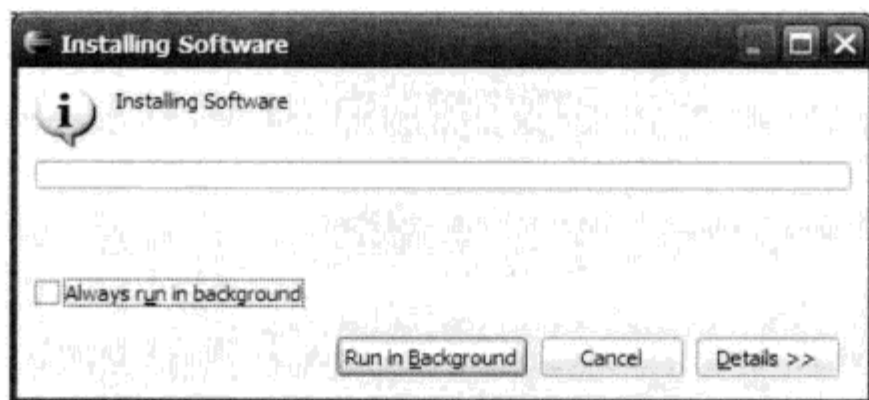 Installing Software
Installing Software
Always run in background
Run in Background Cancel Details >>